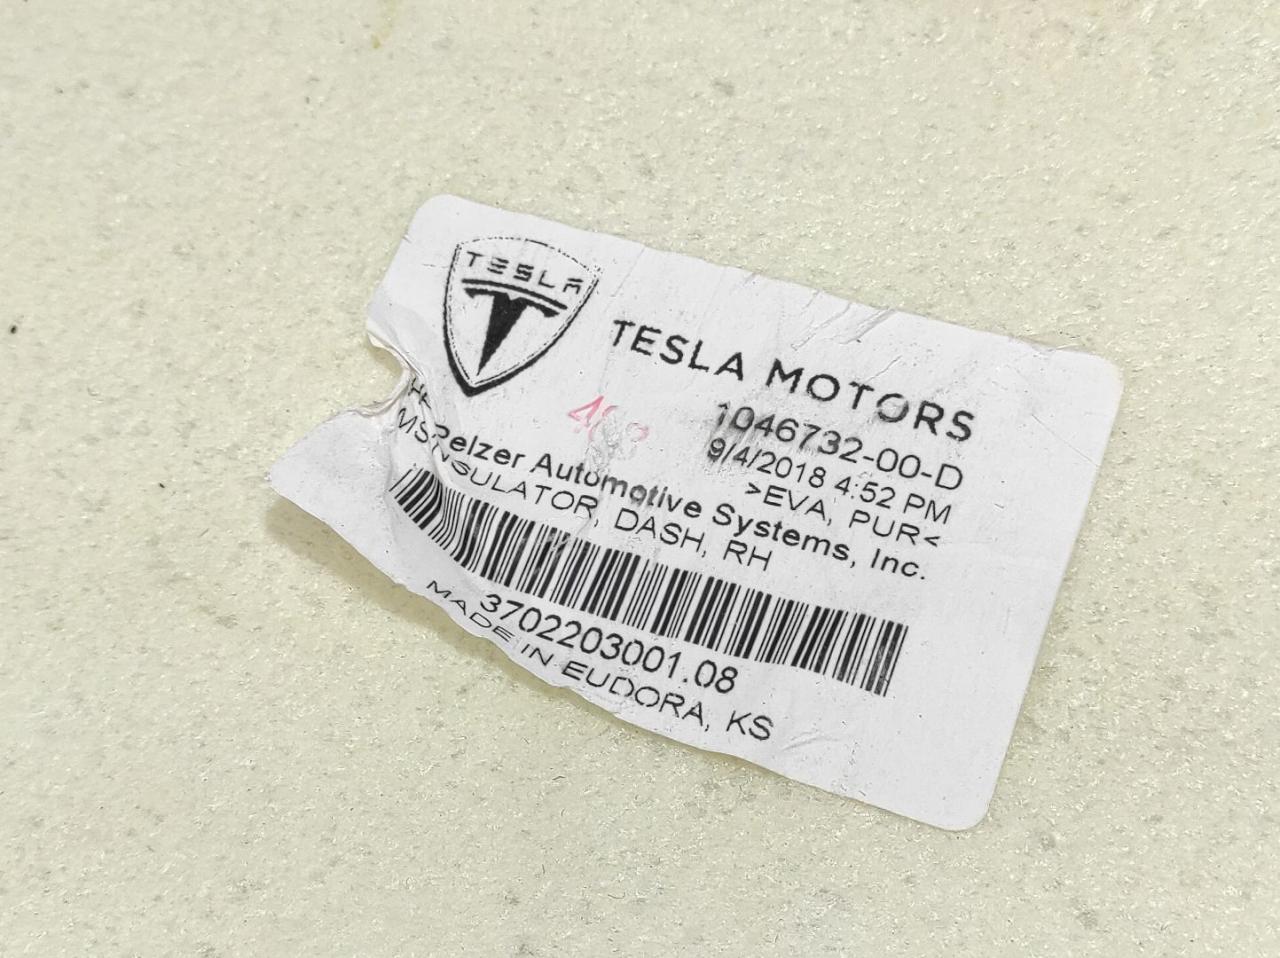 TESLA
TESLA MOTORS
1046732-00-D
9/4/2018 4:52 PM
>EVA, PUR<
Pelzer Automotive Systems, Inc.
INSULATOR, DASH, RH
3702203001.08
MADE IN EUDORA, KS